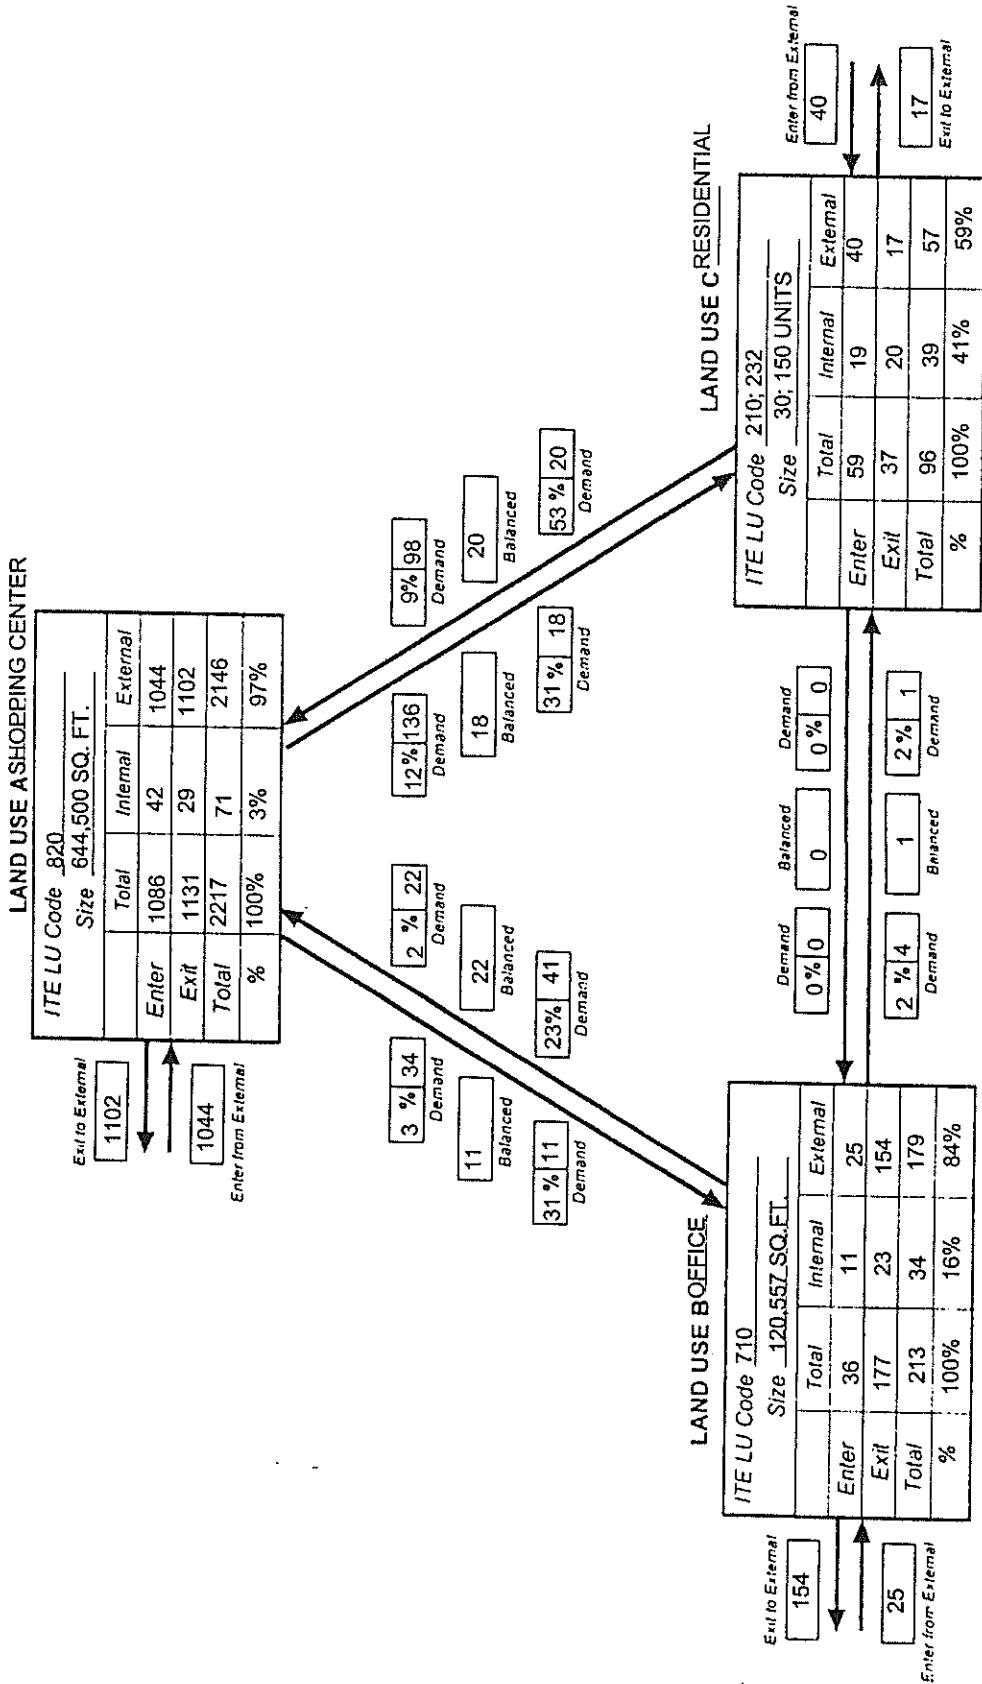 LAND USE A SHOPPING CENTER
ITE LU Code 820
Size 644,500 SQ. FT.
Total Internal External
Enter 1086 42 1044
Exit 1131 29 1102
Total 2217 71 2146
% 100% 3% 97%
Exit to External
1102
1044
Enter from External
3 % 34
Demand
11
Balanced
31 % 11
Demand
2 % 22
Demand
22
Balanced
23% 41
Demand
12% 136
Demand
18
Balanced
31 % 18
Demand
9% 98
Demand
20
Balanced
53 % 20
Demand
LAND USE B OFFICE
ITE LU Code 710
Size 120,557 SQ. FT.
Total Internal External
Enter 36 11 25
Exit 177 23 154
Total 213 34 179
% 100% 16% 84%
Exit to External
154
25
Enter from External
Demand Balanced Demand
0% 0 0 0% 0
2 % 4 1 2 % 1
Demand Balanced Demand
LAND USE C RESIDENTIAL
ITE LU Code 210; 232
Size 30; 150 UNITS
Total Internal External
Enter 59 19 40
Exit 37 20 17
Total 96 39 57
% 100% 41% 59%
Enter from External
40
17
Exit to External